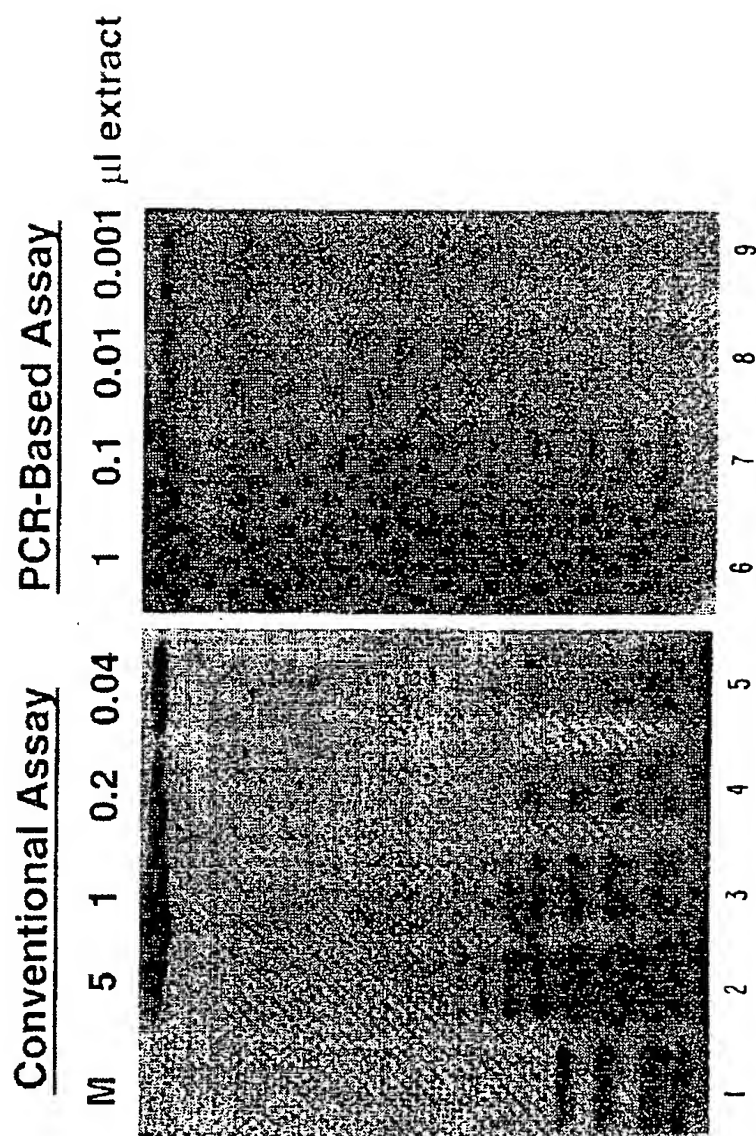 Conventional Assay PCR-Based Assay
M 5 1 0.2 0.04 1 0.1 0.01 0.001 μl extract
1 2 3 4 5 6 7 8 9